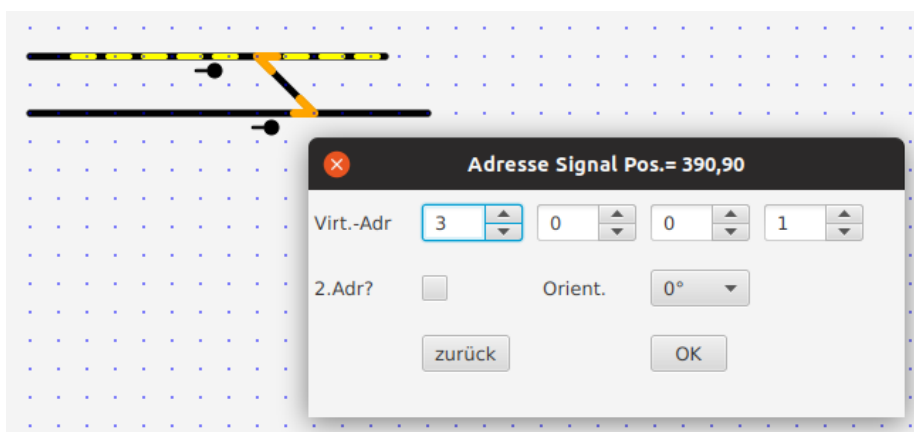 Adresse Signal Pos.= 390,90
Virt.-Adr 3 0 0 1
2.Adr? Orient. 0°
zurück OK